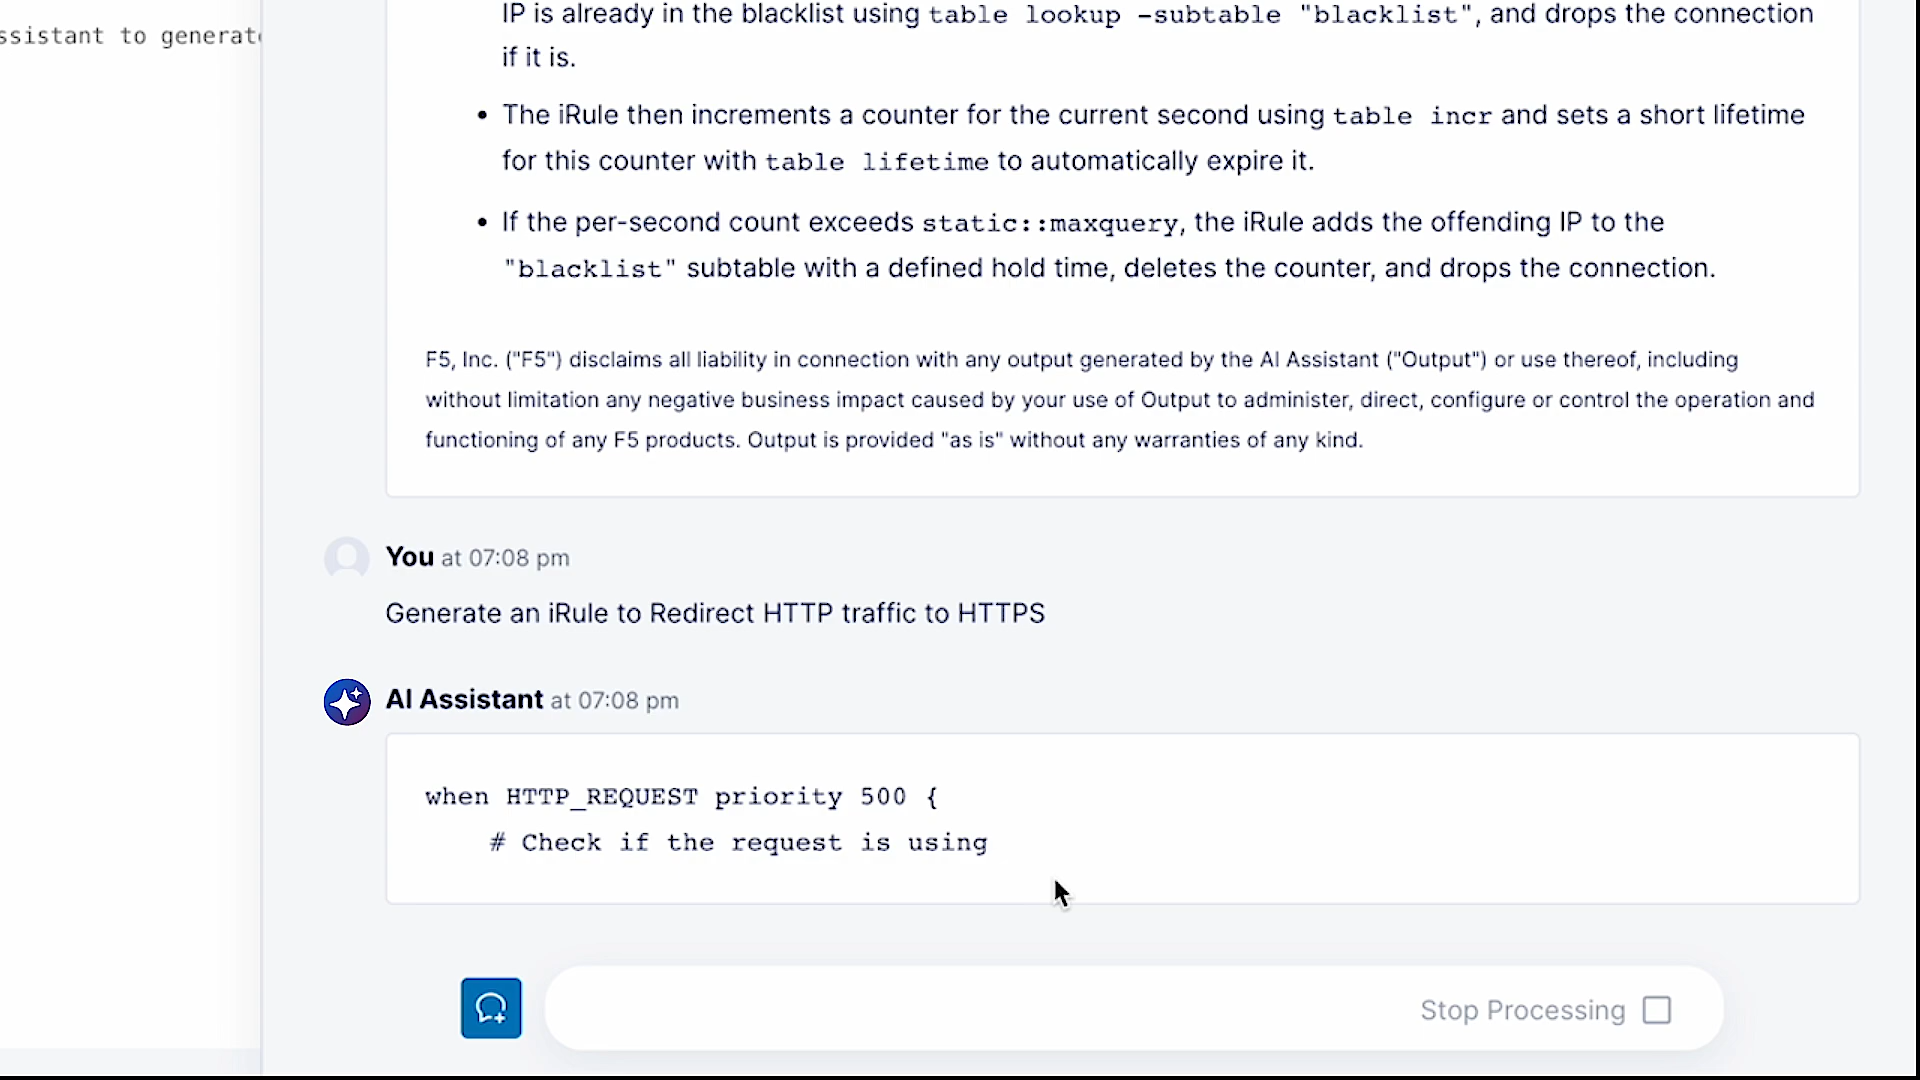 ssistant to generat
IP is already in the blacklist using table lookup -subtable "blacklist", and drops the connection
if it is.
• The iRule then increments a counter for the current second using table incr and sets a short lifetime
for this counter with table lifetime to automatically expire it.
• If the per-second count exceeds static::maxquery, the iRule adds the offending IP to the
"blacklist" subtable with a defined hold time, deletes the counter, and drops the connection.
F5, Inc. ("F5") disclaims all liability in connection with any output generated by the AI Assistant ("Output") or use thereof, including
without limitation any negative business impact caused by your use of Output to administer, direct, configure or control the operation and
functioning of any F5 products. Output is provided "as is" without any warranties of any kind.
You at 07:08 pm
Generate an iRule to Redirect HTTP traffic to HTTPS
AI Assistant at 07:08 pm
when HTTP_REQUEST priority 500 {
# Check if the request is using
Stop Processing